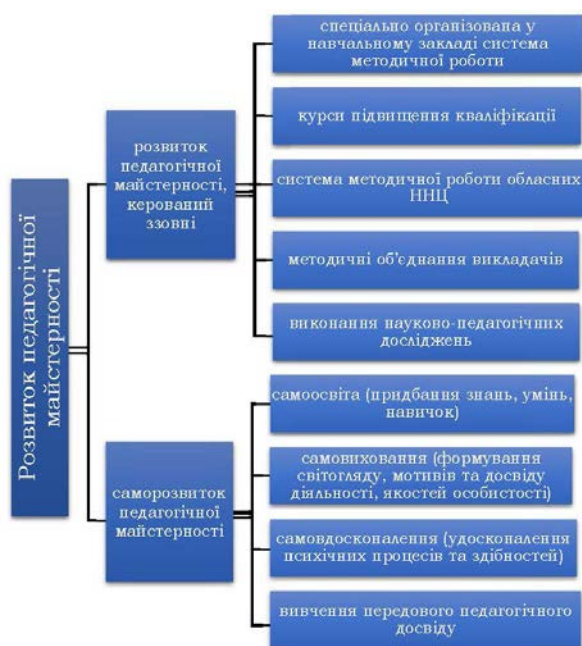 Розвиток педагогічної
майстерності
розвиток
педагогічної
майстерності,
керований
ззовні
спеціально організована у
навчальному закладі система
методичної роботи
курси підвищення кваліфікації
система методичної роботи обласних
ННЦ
методичні об'єднання викладачів
виконання науково-педагогічних
досліджень
саморозвиток
педагогічної
майстерності
самоосвіта (придбання знань, умінь,
навичок)
самовиховання (формування
світогляду, мотивів та досвіду
діяльності, якостей особистості)
самовдосконалення (удосконалення
психічних процесів та здібностей)
вивчення передового педагогічного
досвіду